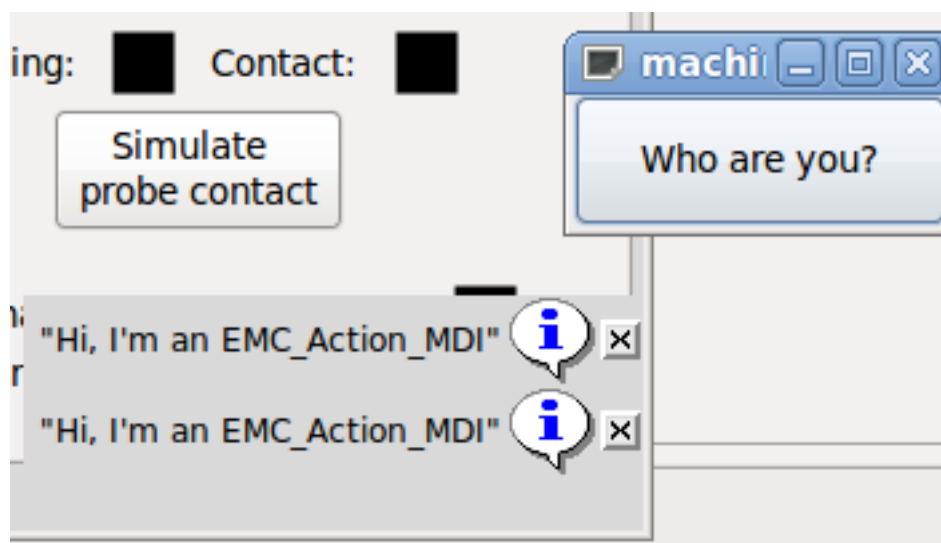 ing: Contact:
machi
Simulate
probe contact
Who are you?
"Hi, I'm an EMC_Action_MDI"
"Hi, I'm an EMC_Action_MDI"